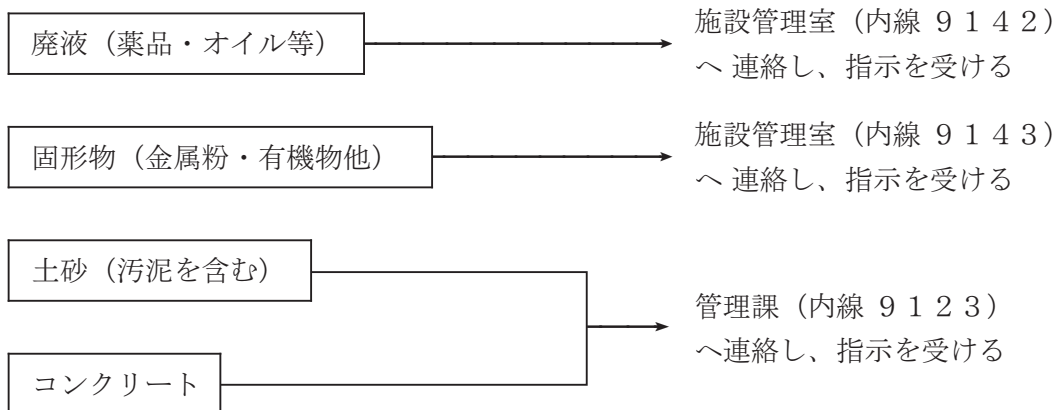 廃液（薬品・オイル等）
施設管理室（内線 ９１４２）
へ 連絡し、指示を受ける
固形物（金属粉・有機物他）
施設管理室（内線 ９１４３）
へ 連絡し、指示を受ける
土砂（汚泥を含む）
管理課（内線 ９１２３）
へ連絡し、指示を受ける
コンクリート